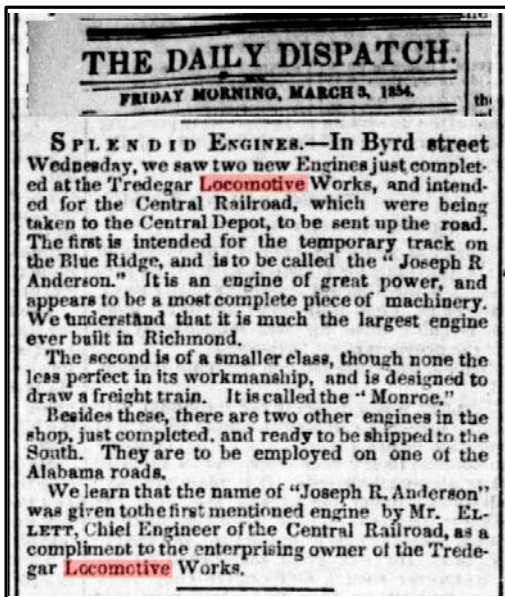 THE DAILY DISPATCH.
FRIDAY MORNING, MARCH 3, 1854.
SPLENDID ENGINES.—In Byrd street
Wednesday, we saw two new Engines just complet-
ed at the Tredegar Locomotive Works, and intend-
ed for the Central Railroad, which were being
taken to the Central Depot, to be sent up the road.
The first is intended for the temporary track on
the Blue Ridge, and is to be called the "Joseph R
Anderson." It is an engine of great power, and
appears to be a most complete piece of machinery.
We understand that it is much the largest engine
ever built in Richmond.
The second is of a smaller class, though none the
less perfect in its workmanship, and is designed to
draw a freight train. It is called the "Monroe."
Besides these, there are two other engines in the
shop, just completed, and ready to be shipped to the
South. They are to be employed on one of the
Alabama roads.
We learn that the name of "Joseph R. Anderson"
was given to the first mentioned engine by Mr. EL-
LETT, Chief Engineer of the Central Railroad, as a
compliment to the enterprising owner of the Trede-
gar Locomotive Works.